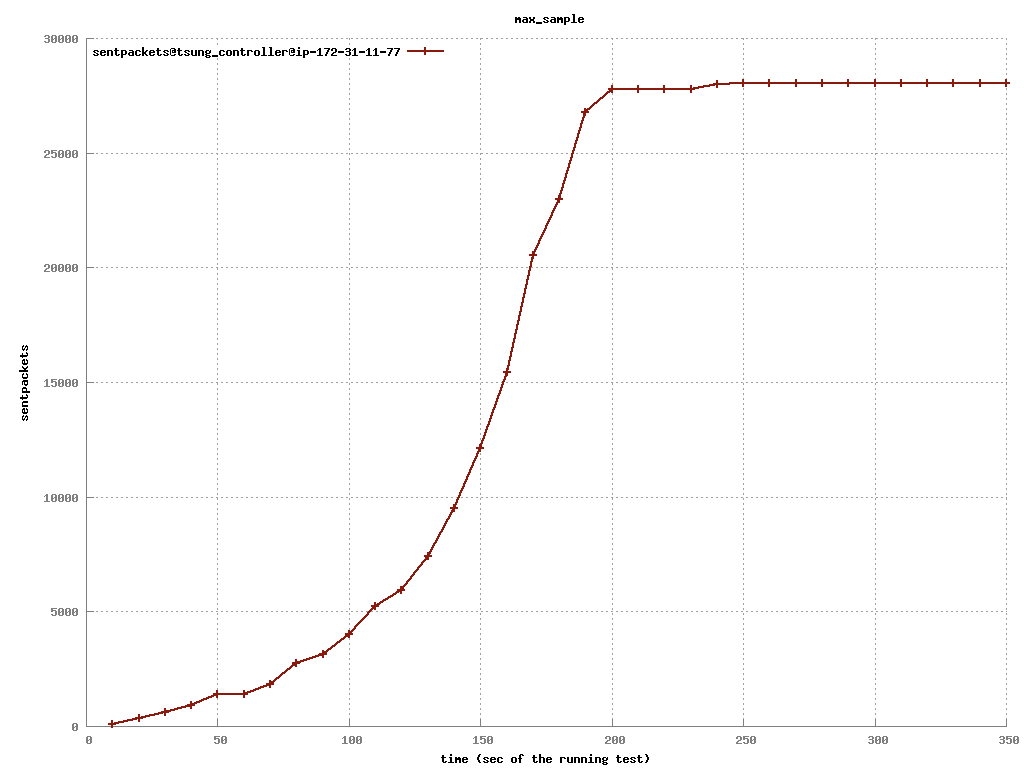 max_sample
30000
sentpackets@tsung_controller@ip-172-31-11-77
25000
20000
sentpackets
15000
10000
5000
0
0 50 100 150 200 250 300 350
time (sec of the running test)